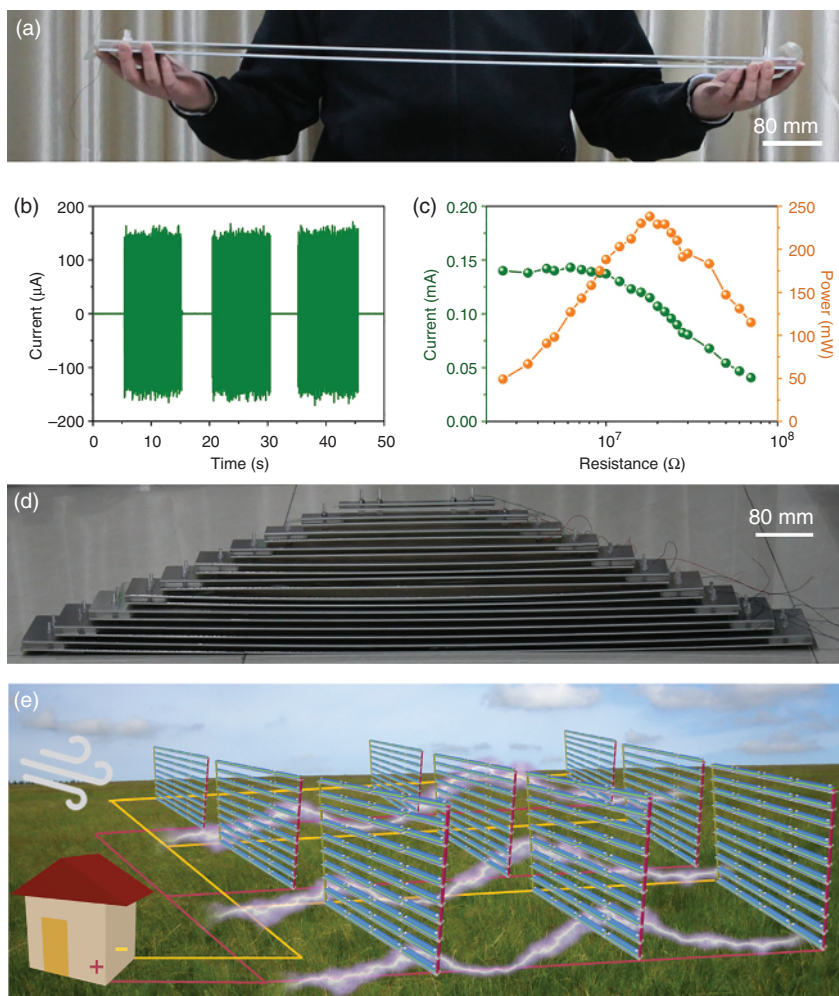 (a)
80 mm
(b)
200
100
0
−100
−200
Current (µA)
0
10
20
30
40
50
Time (s)
(c)
0.20
0.15
0.10
0.05
0.00
Current (mA)
250
200
150
100
50
0
Power (mW)
10⁷
10⁸
Resistance (Ω)
(d)
80 mm
(e)
+
−